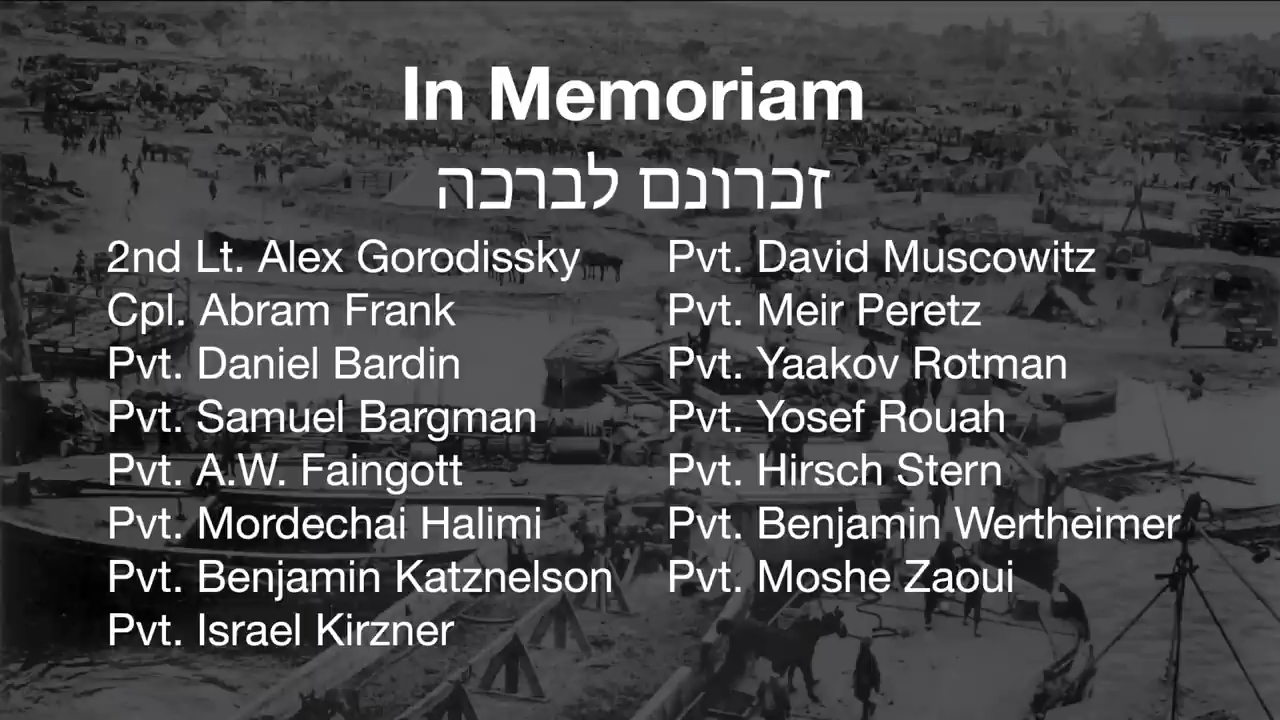 In Memoriam
זכרונם לברכה
2nd Lt. Alex Gorodissky
Cpl. Abram Frank
Pvt. Daniel Bardin
Pvt. Samuel Bargman
Pvt. A.W. Faingott
Pvt. Mordechai Halimi
Pvt. Benjamin Katznelson
Pvt. Israel Kirzner
Pvt. David Muscowitz
Pvt. Meir Peretz
Pvt. Yaakov Rotman
Pvt. Yosef Rouah
Pvt. Hirsch Stern
Pvt. Benjamin Wertheimer
Pvt. Moshe Zaoui